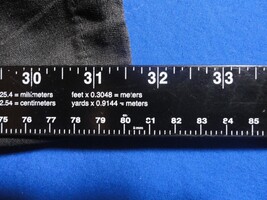 30 31 32 33
25.4 = millimeters feet x 0.3048 = meters
2.54 = centimeters yards x 0.9144 = meters
75 76 77 78 79 80 81 82 83 84 85